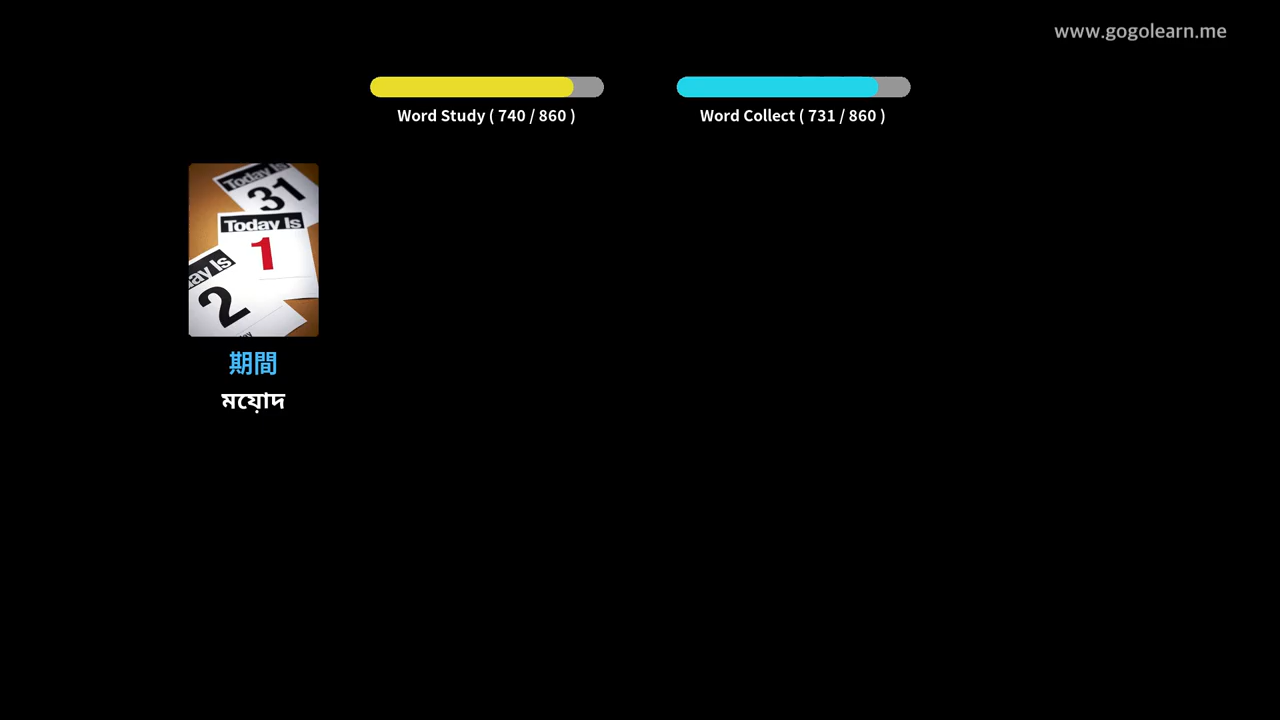 www.gogolearn.me
Word Study ( 740 / 860 )
Word Collect ( 731 / 860 )
Today Is
31
Today Is
1
ay Is
2
期間
ময়োদ